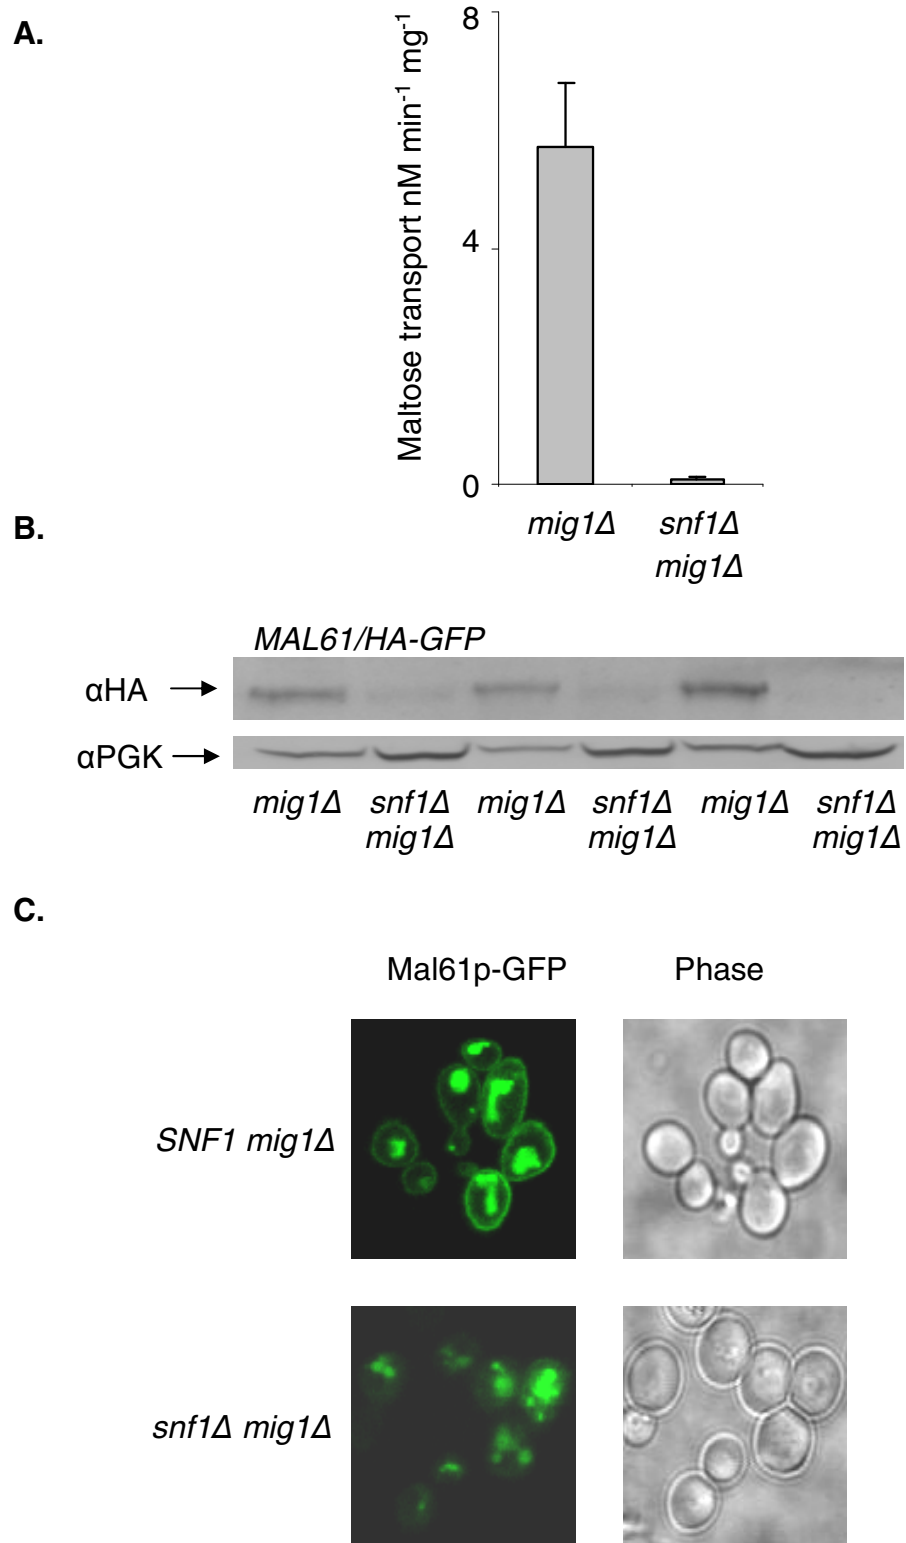 A.
Maltose transport nM min⁻¹ mg⁻¹
8
4
0
mig1Δ
snf1Δ
mig1Δ
B.
MAL61/HA-GFP
αHA
αPGK
mig1Δ snf1Δ mig1Δ snf1Δ mig1Δ snf1Δ
mig1Δ mig1Δ mig1Δ
C.
Mal61p-GFP Phase
SNF1 mig1Δ
snf1Δ mig1Δ